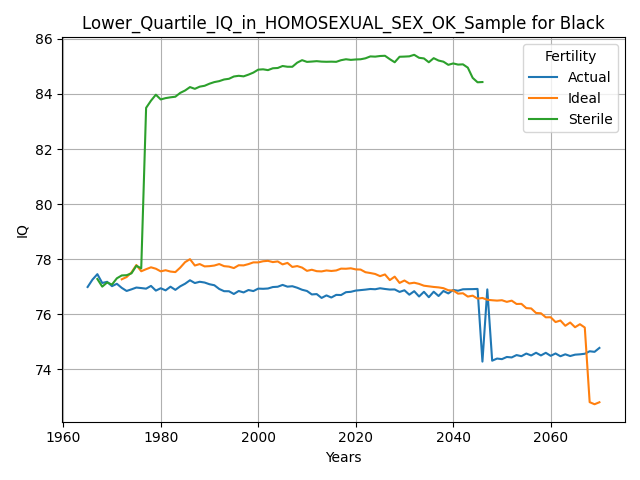 Lower_Quartile_IQ_in_HOMOSEXUAL_SEX_OK_Sample for Black
86
84
82
80
78
76
74
IQ
1960
1980
2000
2020
2040
2060
Years
Fertility
Actual
Ideal
Sterile